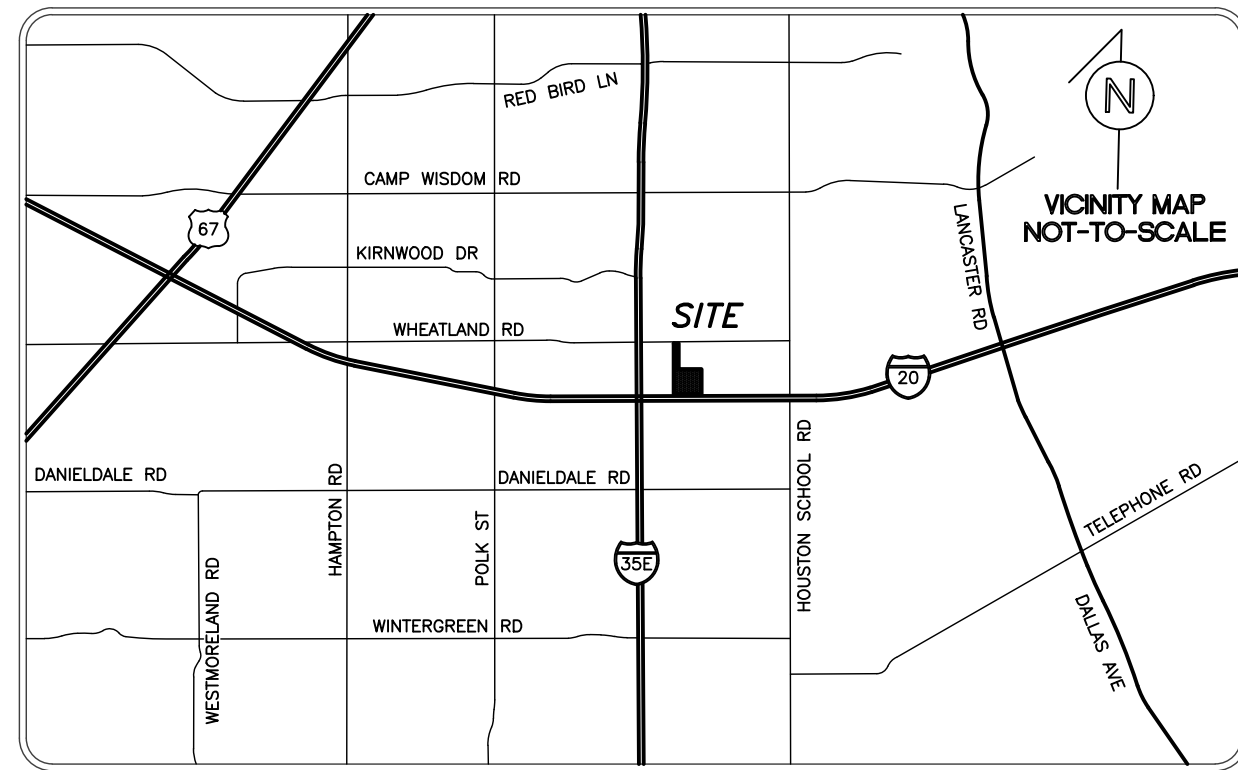 RED BIRD LN
N
CAMP WISDOM RD
VICINITY MAP
NOT-TO-SCALE
67
LANCASTER RD
KIRNWOOD DR
SITE
WHEATLAND RD
20
DANIELDALE RD
DANIELDALE RD
HAMPTON RD
POLK ST
HOUSTON SCHOOL RD
TELEPHONE RD
35E
WESTMORELAND RD
WINTERGREEN RD
DALLAS AVE